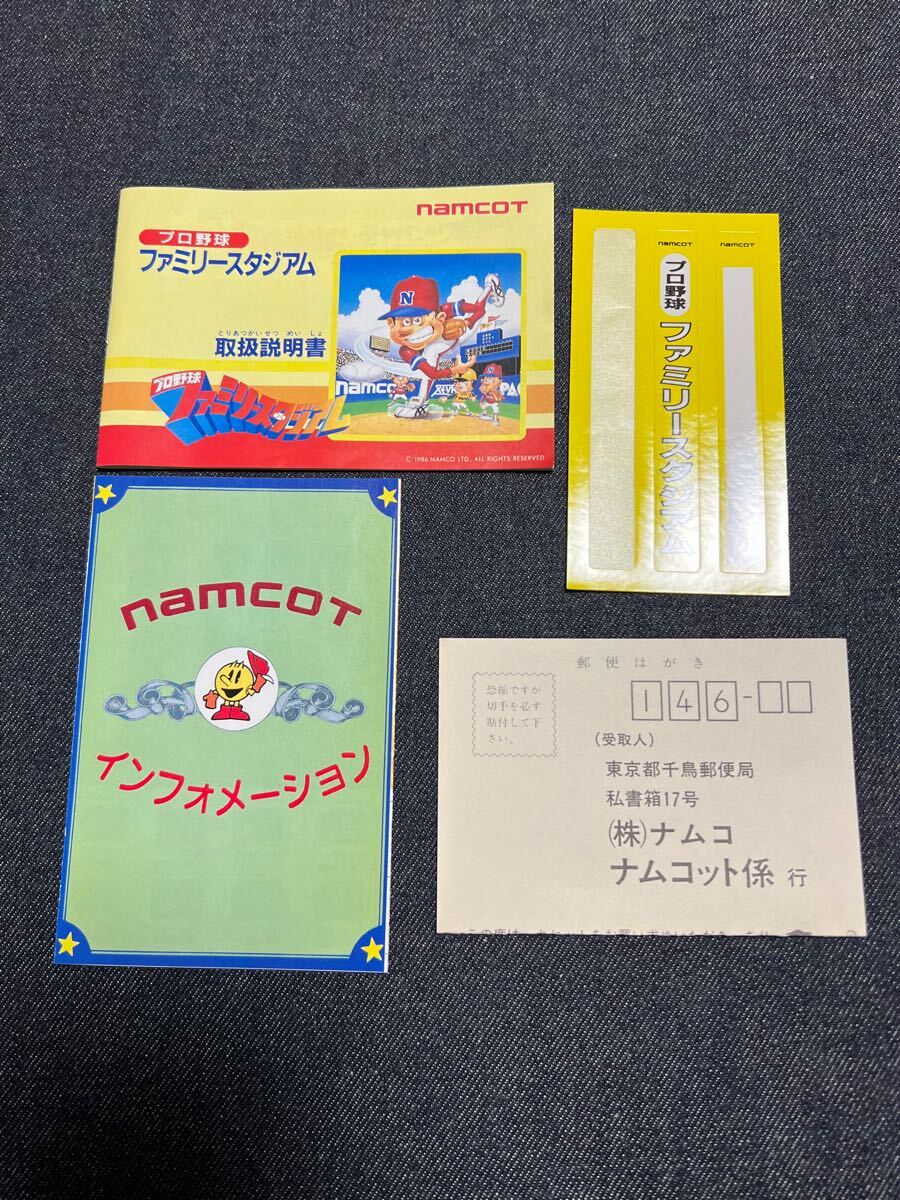 namcoT
プロ野球
ファミリースタジアム
とりあつかいせつめいしょ
取扱説明書
プロ野球
ファミリースタジアム
N
namco
XEV
PAC
© 1986 NAMCO LTD., ALL RIGHTS RESERVED
namcoT
namcoT
プロ野球
ファミリースタジアム
namcoT
インフォメーション
郵便はがき
恐縮ですが
切手を必ず
貼付して下
さい。
146-
(受取人)
東京都千鳥郵便局
私書箱17号
(株)ナムコ
ナムコット係 行